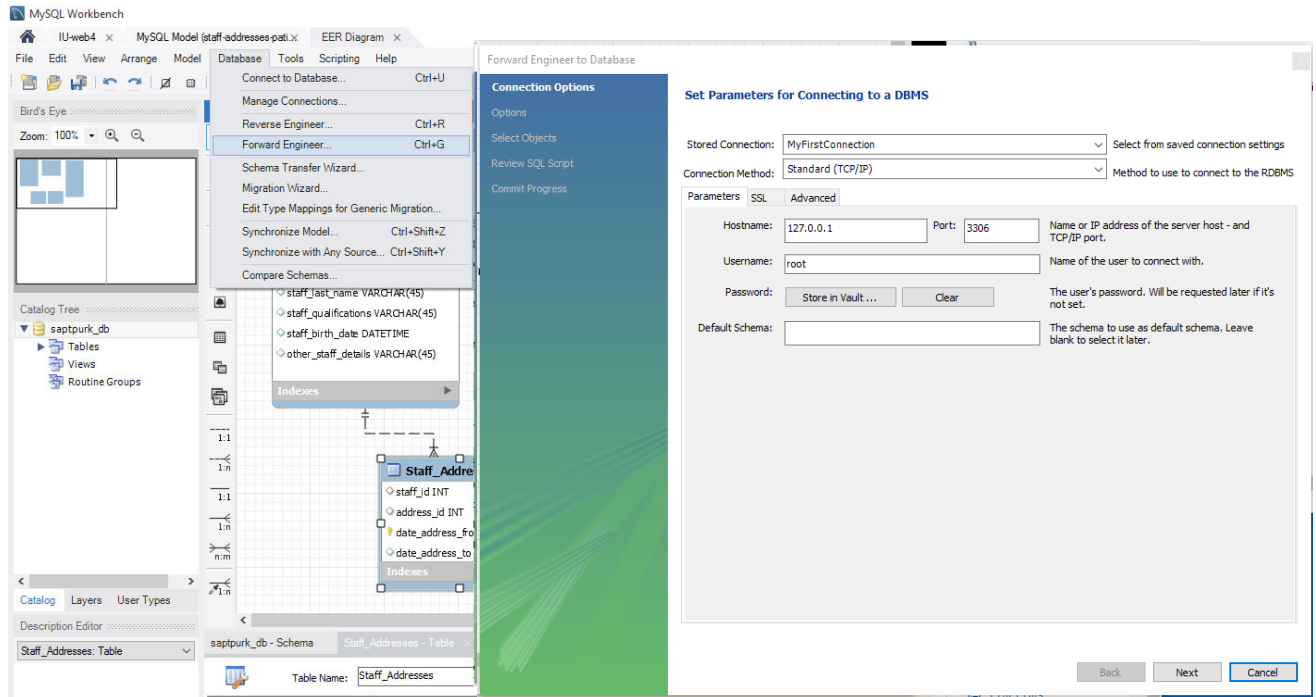 MySQL Workbench
IU-web4 × MySQL Model (staff-addresses-pati × EER Diagram ×
File Edit View Arrange Model Database Tools Scripting Help
Connect to Database... Ctrl+U
Manage Connections...
Reverse Engineer... Ctrl+R
Forward Engineer... Ctrl+G
Schema Transfer Wizard...
Migration Wizard...
Edit Type Mappings for Generic Migration...
Synchronize Model... Ctrl+Shift+Z
Synchronize with Any Source... Ctrl+Shift+Y
Compare Schemas...
Bird's Eye
Zoom: 100%
Catalog Tree
saptpurk_db
Tables
Views
Routine Groups
Catalog Layers User Types
Description Editor
Staff_Addresses: Table
1:1
1:n
1:1
1:n
n:m
1:n
staff_last_name VARCHAR(45)
staff_qualifications VARCHAR(45)
staff_birth_date DATETIME
other_staff_details VARCHAR(45)
Indexes
Staff_Addre
staff_id INT
address_id INT
date_address_fro
date_address_to
Indexes
saptpurk_db - Schema Staff_Addresses - Table ×
Table Name: Staff_Addresses
Forward Engineer to Database
Connection Options
Options
Select Objects
Review SQL Script
Commit Progress
Set Parameters for Connecting to a DBMS
Stored Connection: MyFirstConnection Select from saved connection settings
Connection Method: Standard (TCP/IP) Method to use to connect to the RDBMS
Parameters SSL Advanced
Hostname: 127.0.0.1 Port: 3306 Name or IP address of the server host - and
TCP/IP port.
Username: root Name of the user to connect with.
Password: Store in Vault ... Clear The user's password. Will be requested later if it's
not set.
Default Schema: The schema to use as default schema. Leave
blank to select it later.
Back Next Cancel